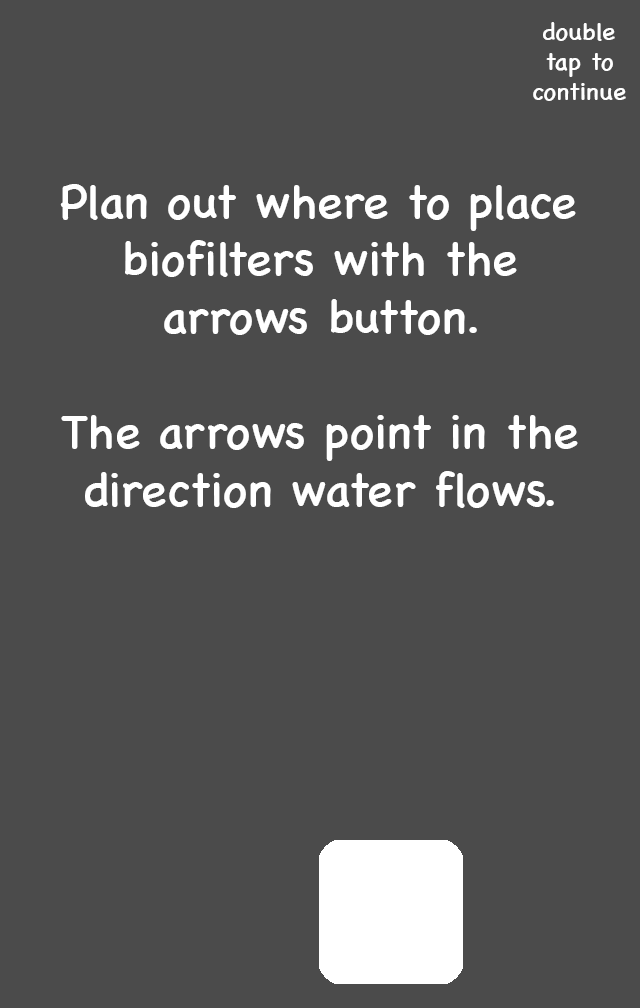 double
tap to
continue
Plan out where to place
biofilters with the
arrows button.
The arrows point in the
direction water flows.